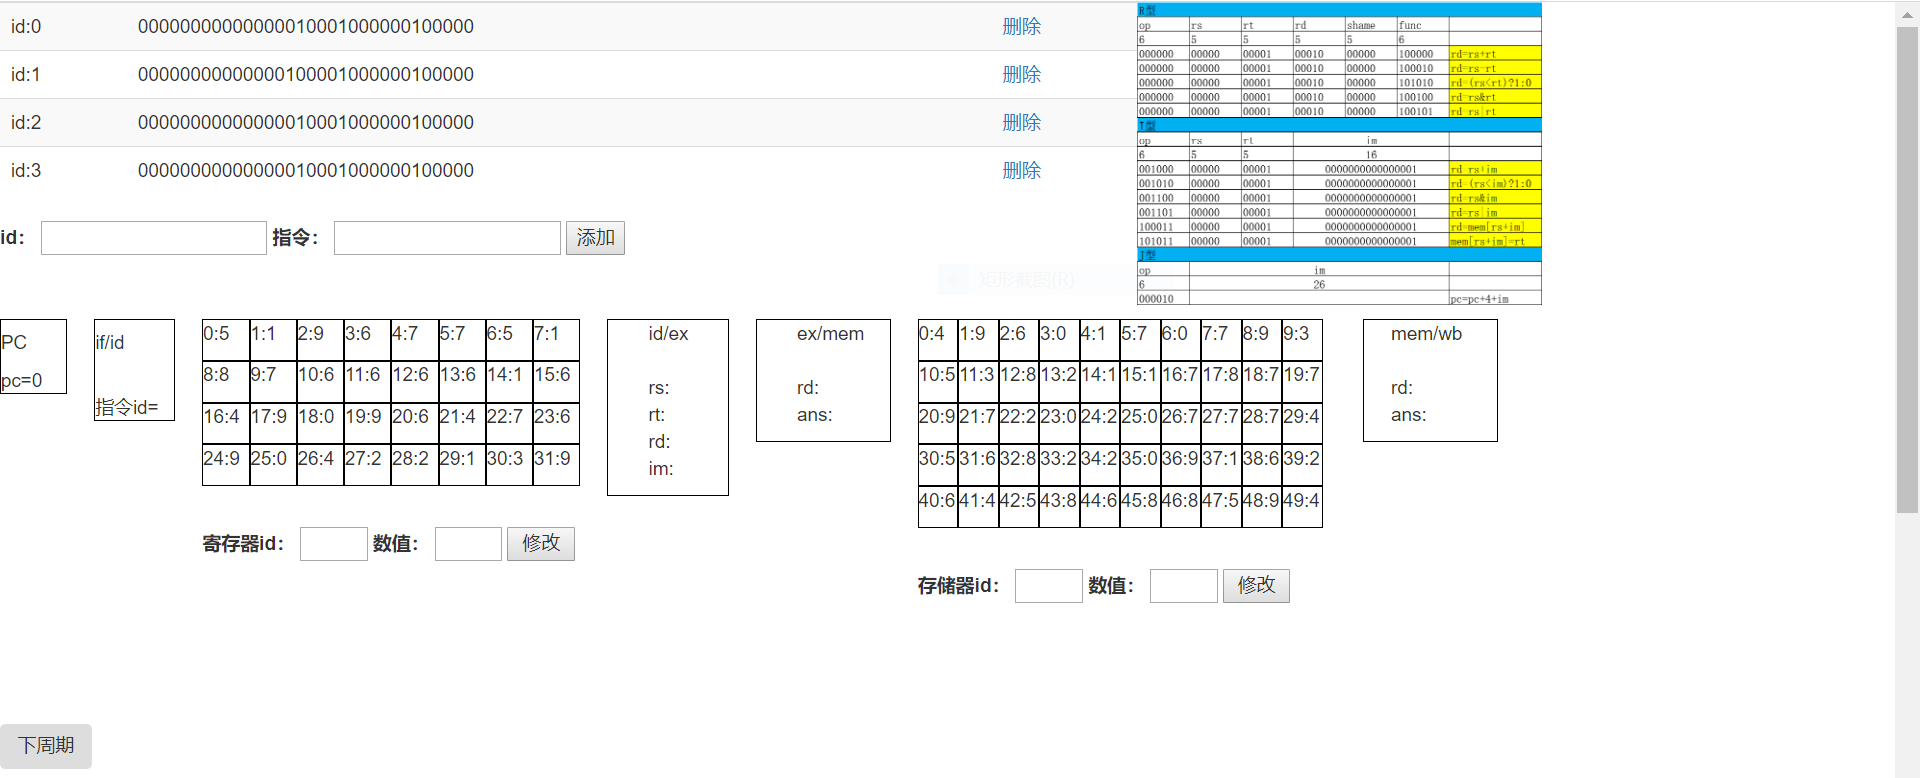 id:0 00000000000000010001000000100000 删除
id:1 00000000000000100001000000100000 删除
id:2 00000000000000010001000000100000 删除
id:3 00000000000000010001000000100000 删除
id： 指令： 添加
R型
op rs rt rd shame func
6 5 5 5 5 6
000000 00000 00001 00010 00000 100000 rd=rs+rt
000000 00000 00001 00010 00000 100010 rd=rs-rt
000000 00000 00001 00010 00000 101010 rd=(rs<rt)?1:0
000000 00000 00001 00010 00000 100100 rd=rs&rt
000000 00000 00001 00010 00000 100101 rd=rs|rt
I型
op rs rt im
6 5 5 16
001000 00000 00001 0000000000000001 rd=rs+im
001010 00000 00001 0000000000000001 rd=(rs<im)?1:0
001100 00000 00001 0000000000000001 rd=rs&im
001101 00000 00001 0000000000000001 rd=rs|im
100011 00000 00001 0000000000000001 rd=mem[rs+im]
101011 00000 00001 0000000000000001 mem[rs+im]=rt
J型
op im
6 26
000010 pc=pc+4+im
矩形截图(R)
PC
pc=0
if/id
指令id=
0:5 1:1 2:9 3:6 4:7 5:7 6:5 7:1
8:8 9:7 10:6 11:6 12:6 13:6 14:1 15:6
16:4 17:9 18:0 19:9 20:6 21:4 22:7 23:6
24:9 25:0 26:4 27:2 28:2 29:1 30:3 31:9
寄存器id： 数值： 修改
id/ex
rs:
rt:
rd:
im:
ex/mem
rd:
ans:
0:4 1:9 2:6 3:0 4:1 5:7 6:0 7:7 8:9 9:3
10:5 11:3 12:8 13:2 14:1 15:1 16:7 17:8 18:7 19:7
20:9 21:7 22:2 23:0 24:2 25:0 26:7 27:7 28:7 29:4
30:5 31:6 32:8 33:2 34:2 35:0 36:9 37:1 38:6 39:2
40:6 41:4 42:5 43:8 44:6 45:8 46:8 47:5 48:9 49:4
存储器id： 数值： 修改
mem/wb
rd:
ans:
下周期